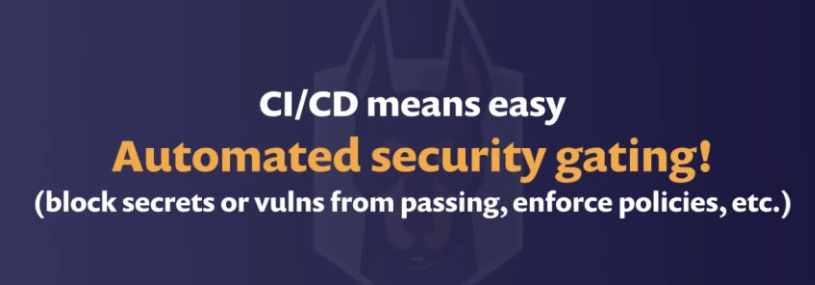 CI/CD means easy
Automated security gating!
(block secrets or vulns from passing, enforce policies, etc.)